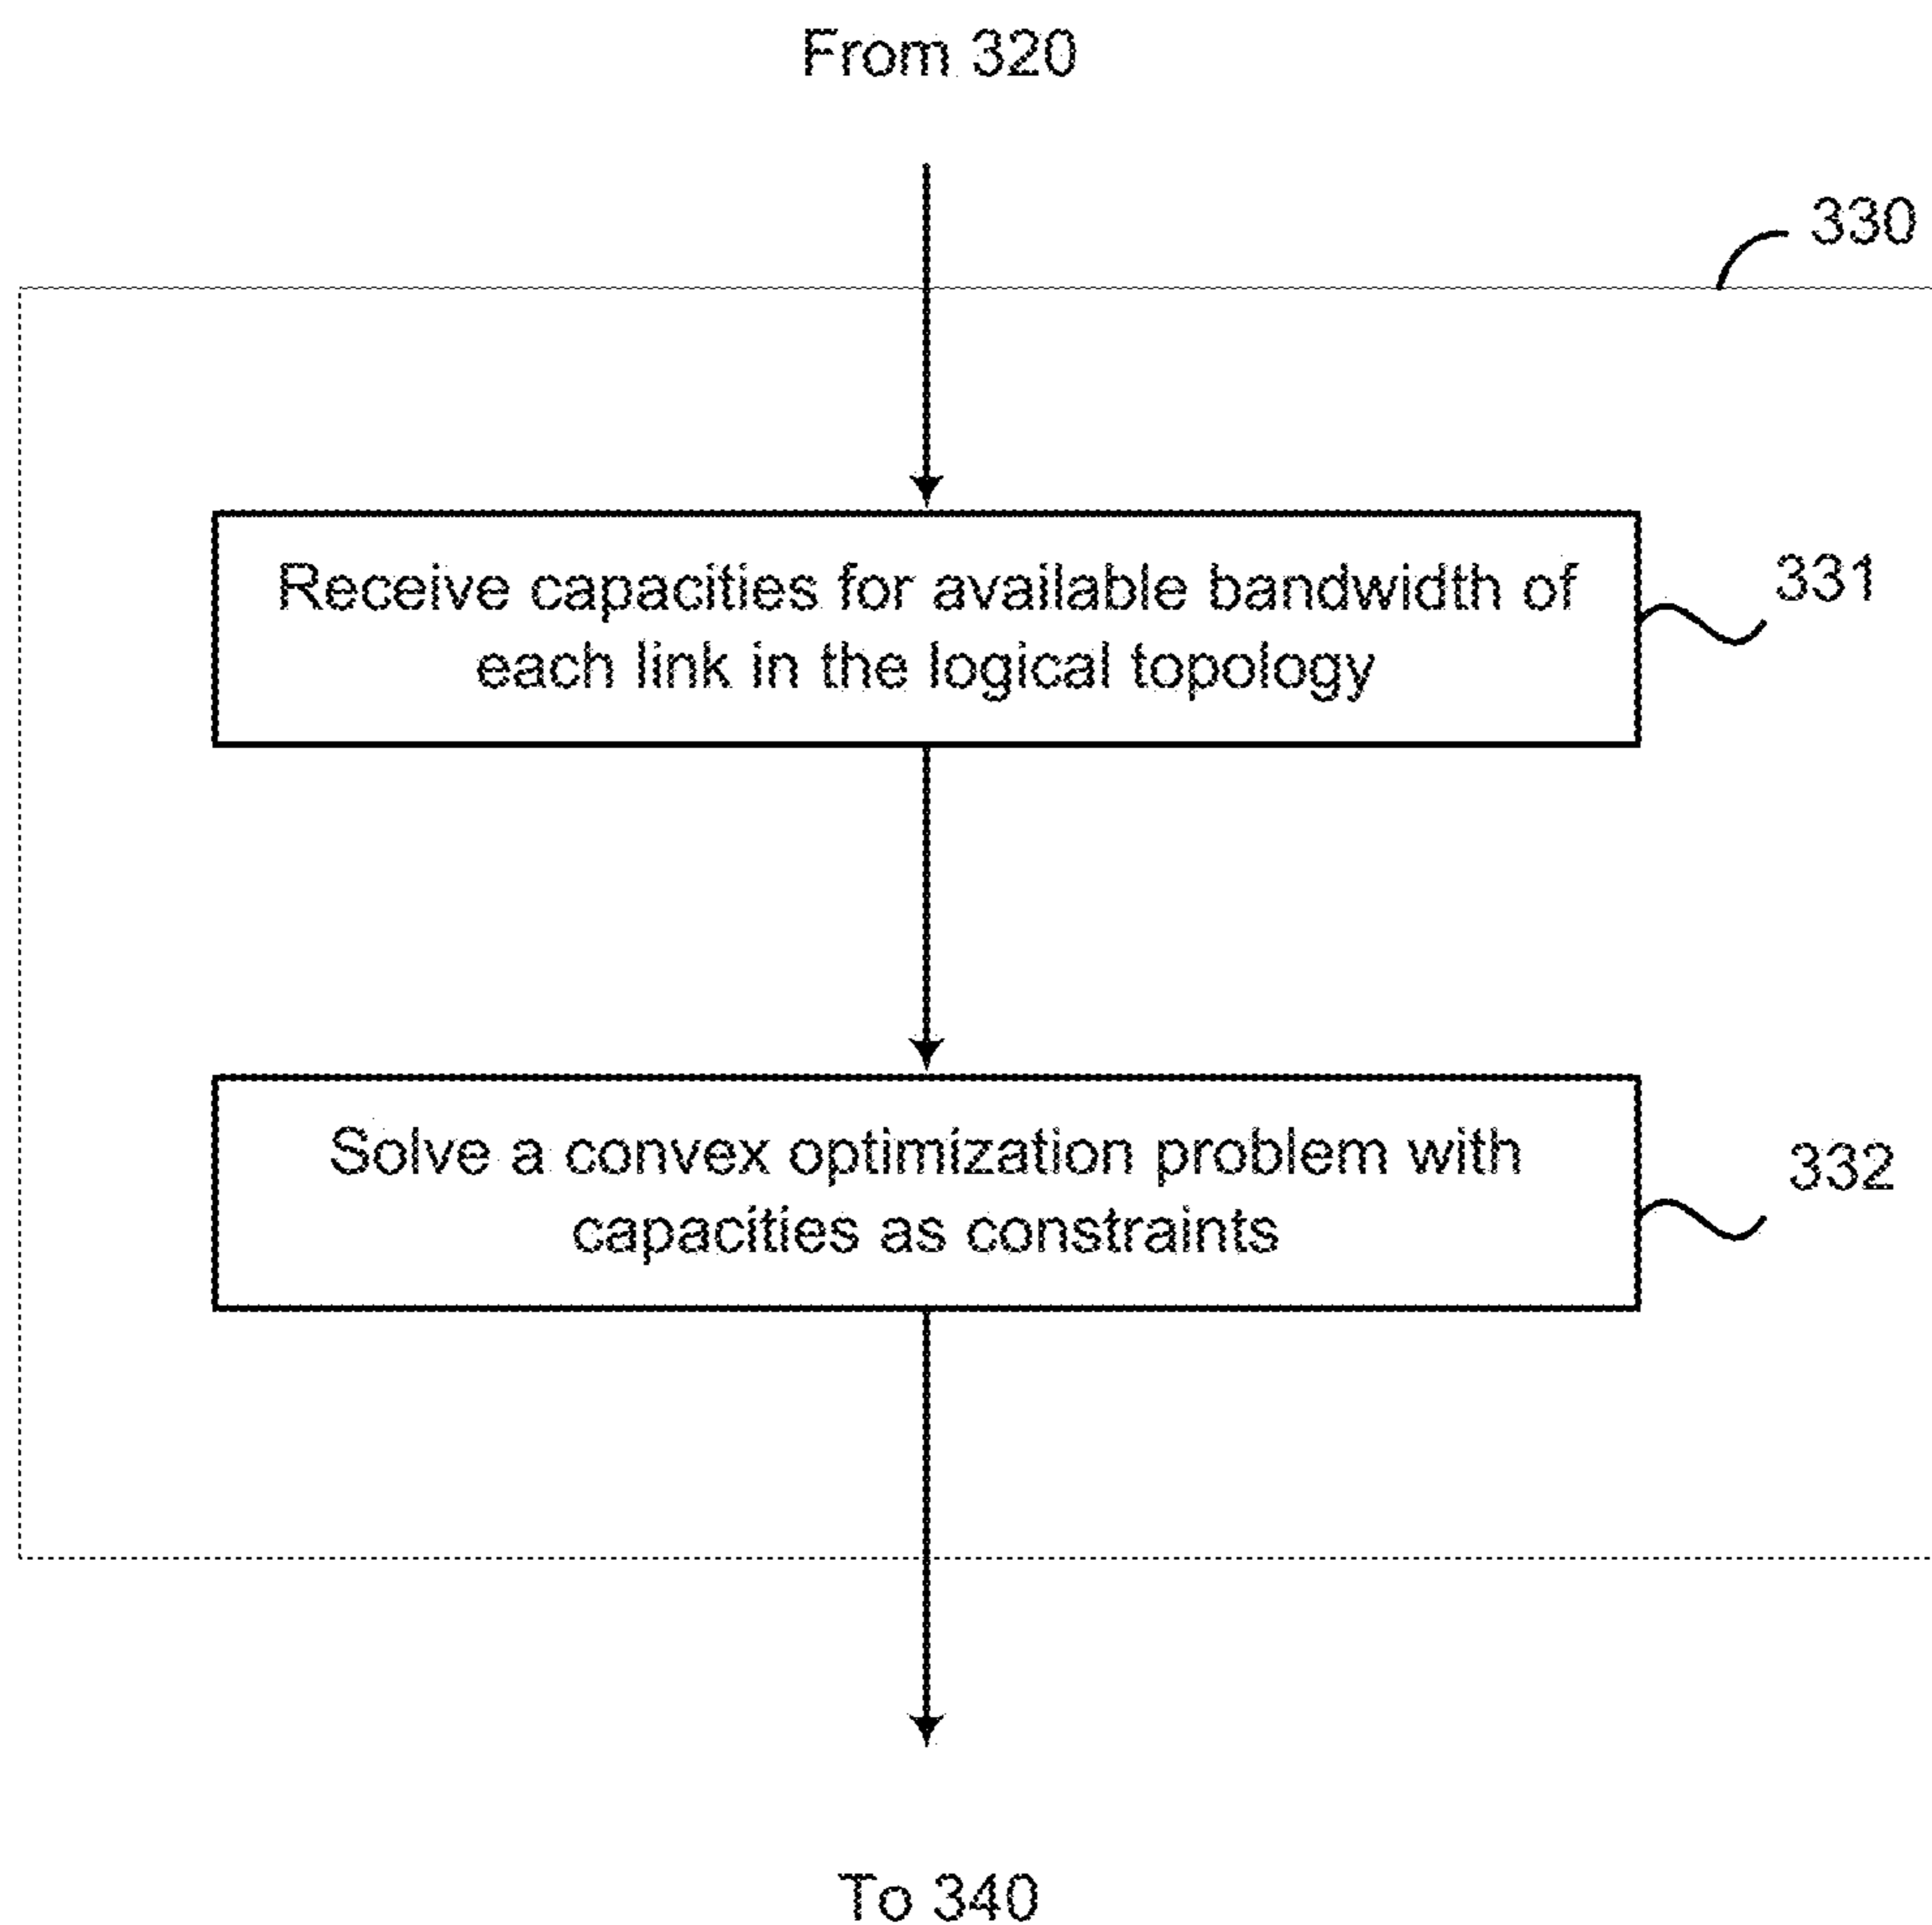 From 320
330
Receive capacities for available bandwidth of
each link in the logical topology
331
Solve a convex optimization problem with
capacities as constraints
332
To 340